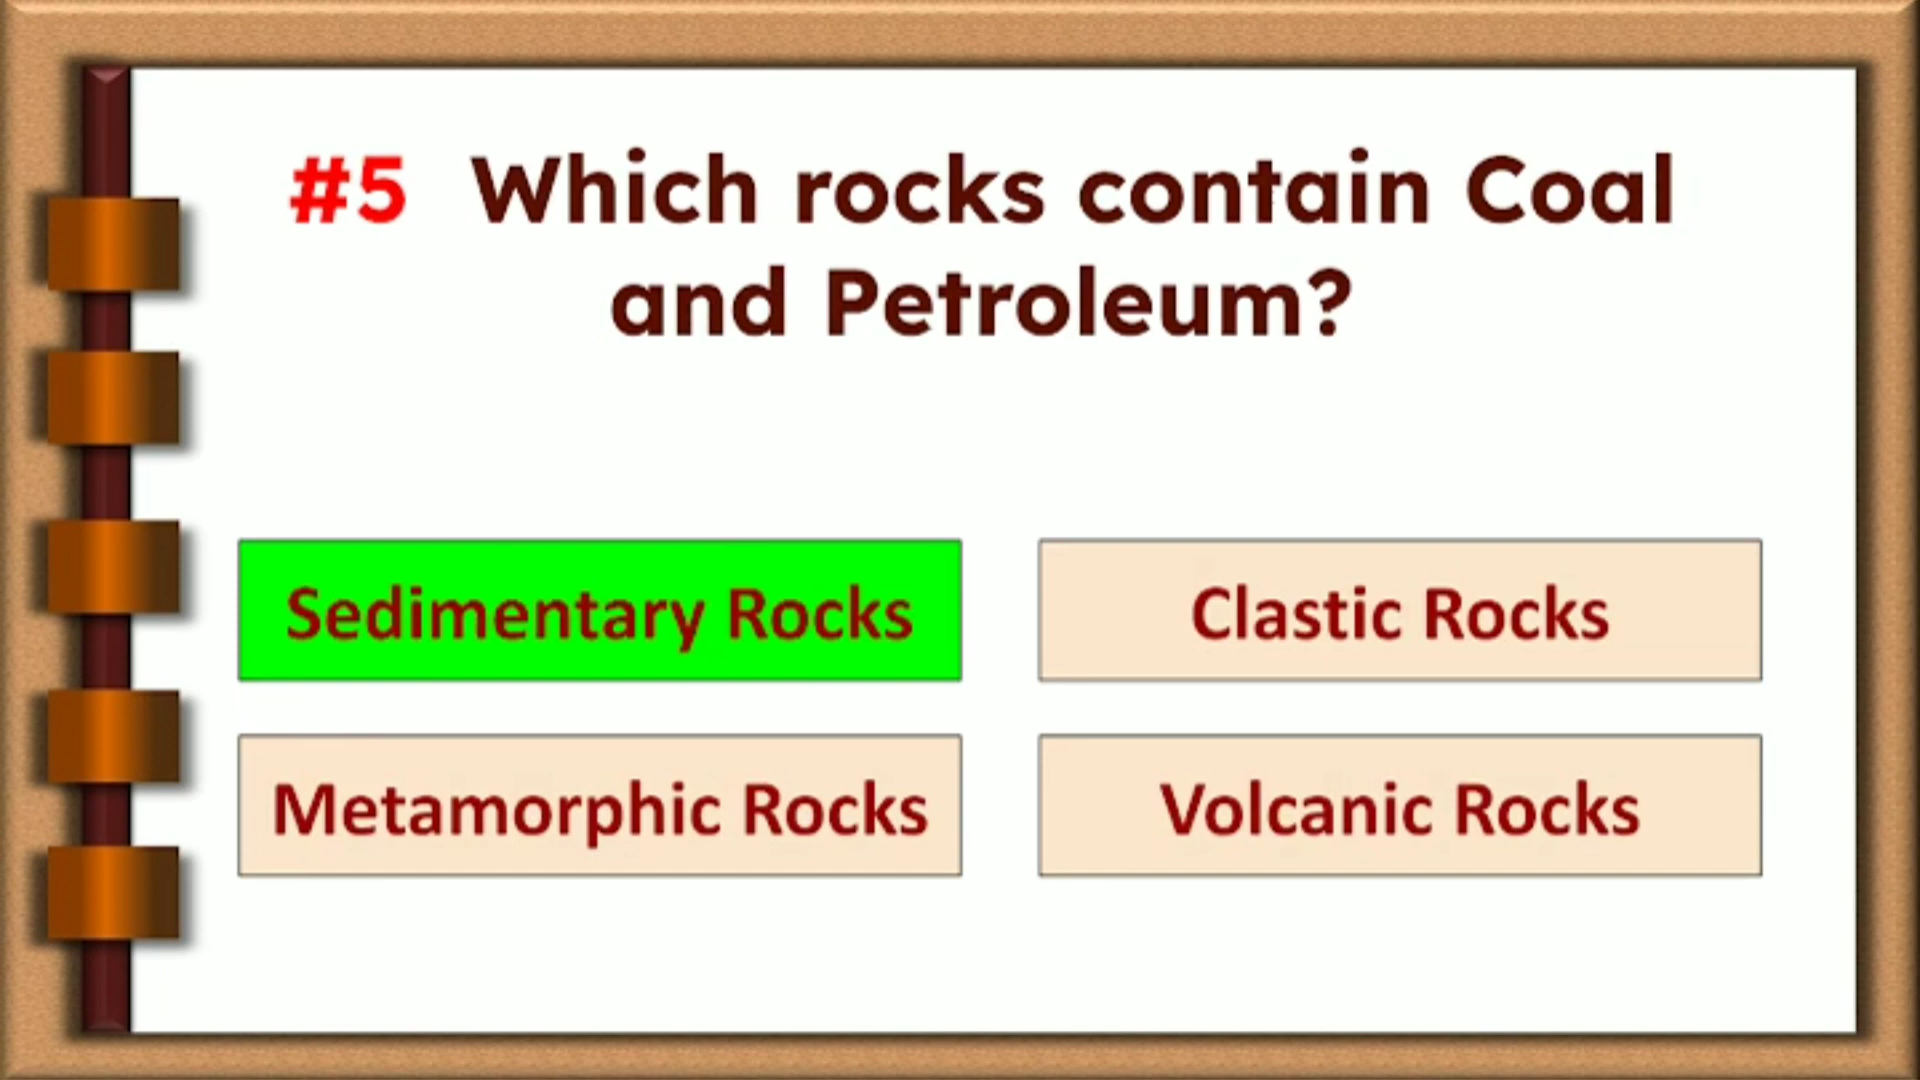 #5 Which rocks contain Coal
and Petroleum?
Sedimentary Rocks
Clastic Rocks
Metamorphic Rocks
Volcanic Rocks